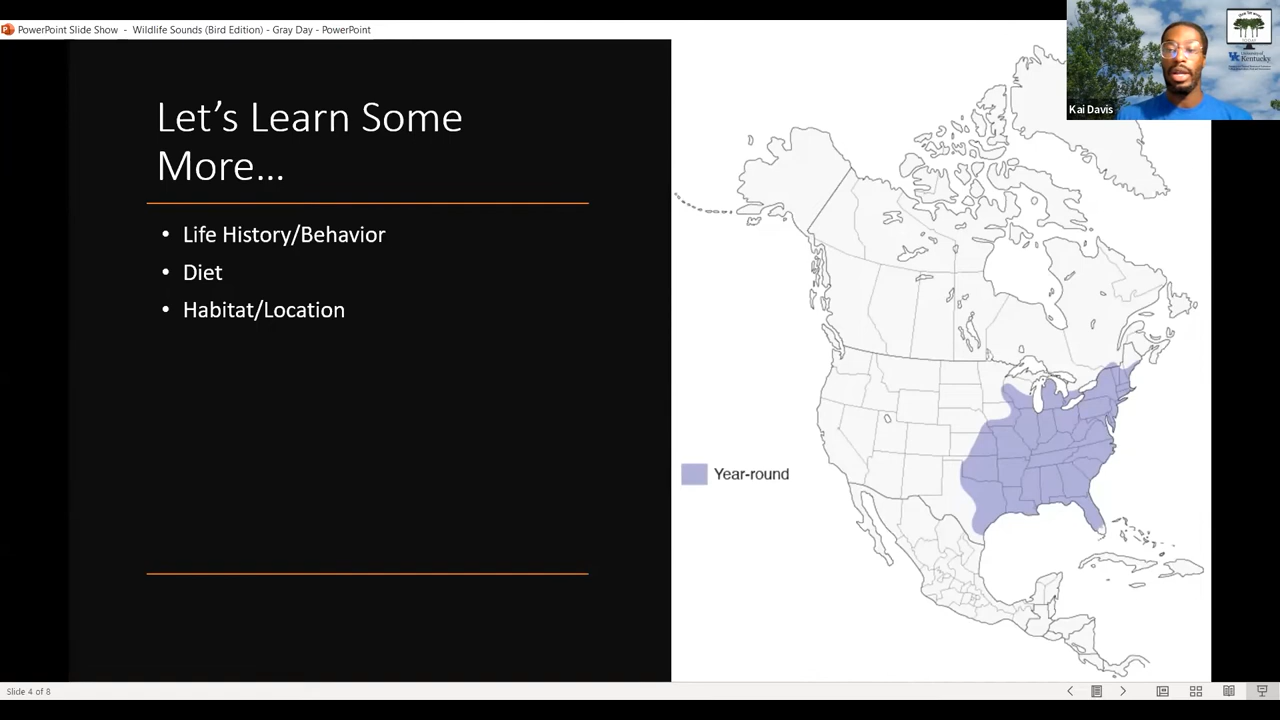 PowerPoint Slide Show - Wildlife Sounds (Bird Edition) - Gray Day - PowerPoint
Kai Davis
Let's Learn Some
More...
• Life History/Behavior
• Diet
• Habitat/Location
Year-round
Slide 4 of 8